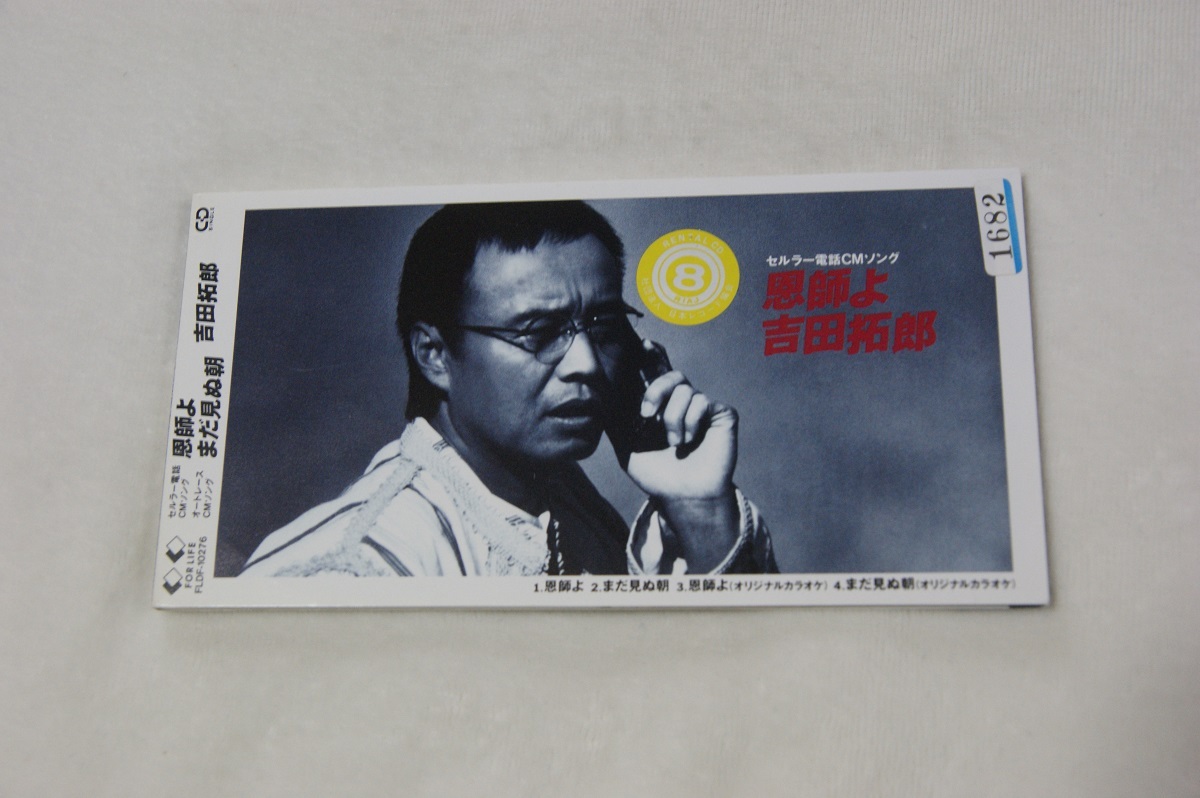 セルラー電話CMソング
恩師よ
吉田拓郎
1682
RENTAL CD
8
1.恩師よ 2.まだ見ぬ朝 3.恩師よ(オリジナルカラオケ) 4.まだ見ぬ朝(オリジナルカラオケ)
CD
SINGLE
恩師よ
まだ見ぬ朝 吉田拓郎
セルラー電話
CMソング
オートレース
CMソング
FOR LIFE
FLDF-10276